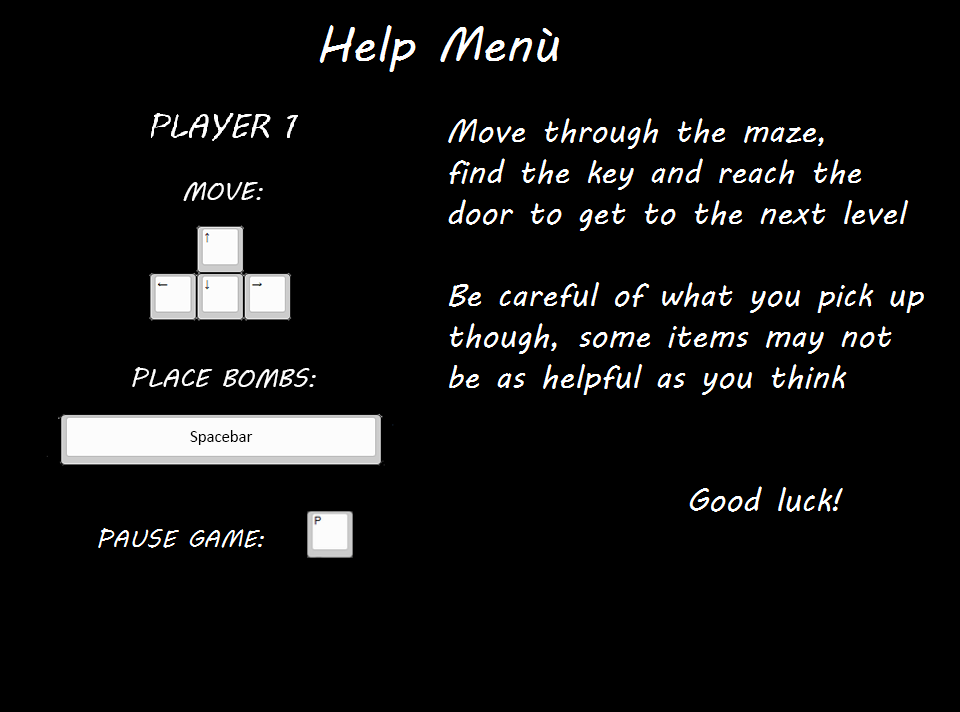 Help Menù
PLAYER 1
MOVE:
↑
← ↓ →
PLACE BOMBS:
Spacebar
PAUSE GAME: P
Move through the maze,
find the key and reach the
door to get to the next level
Be careful of what you pick up
though, some items may not
be as helpful as you think
Good luck!